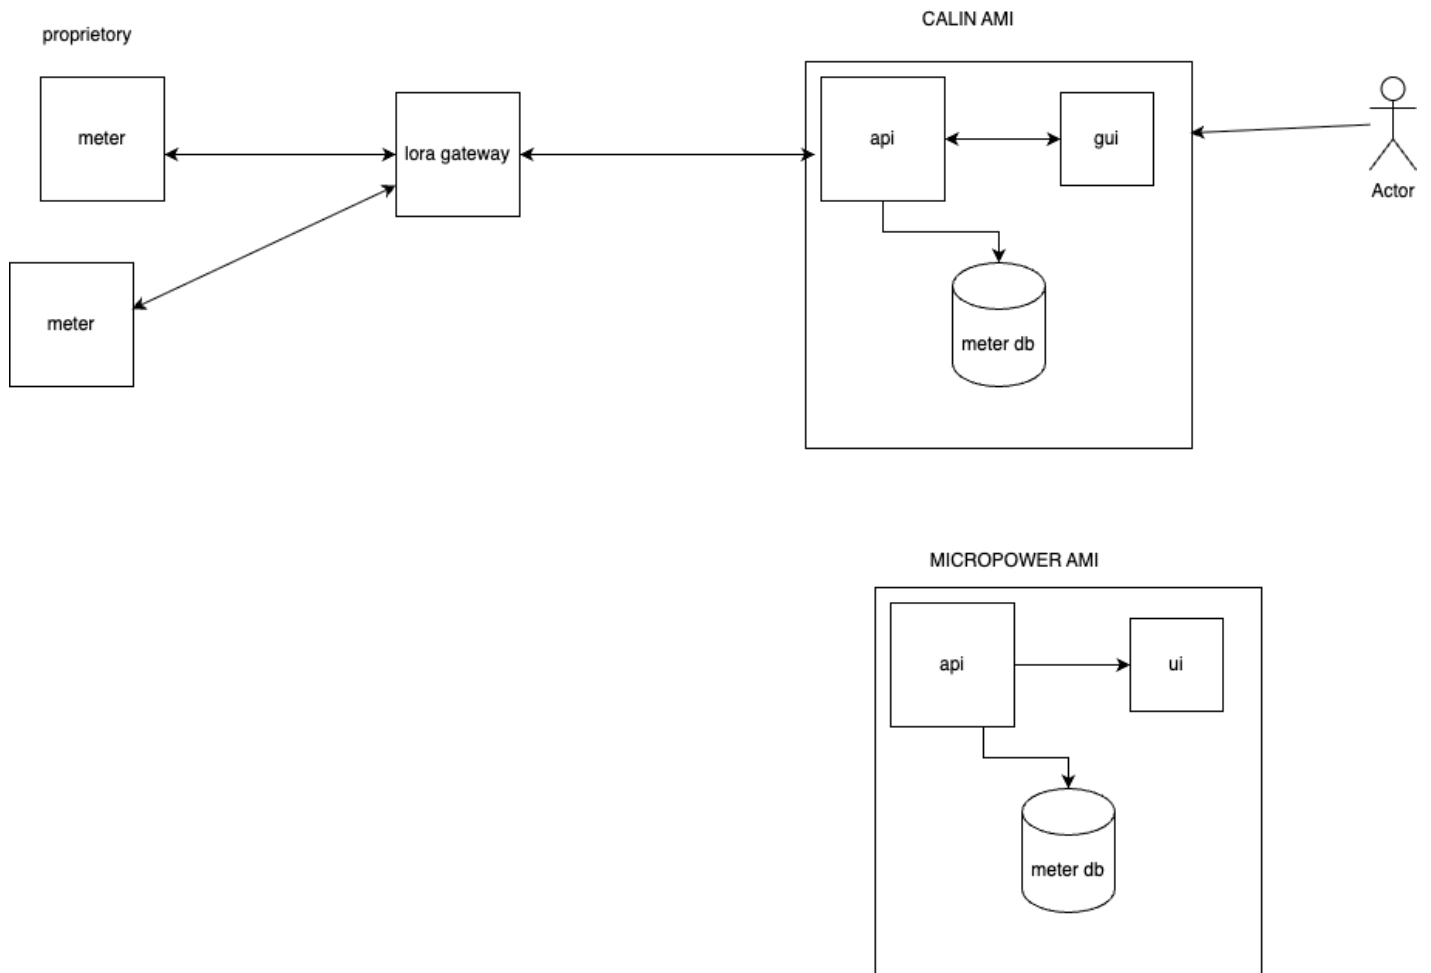 proprietory
CALIN AMI
meter
lora gateway
api
gui
Actor
meter
meter db
MICROPOWER AMI
api
ui
meter db